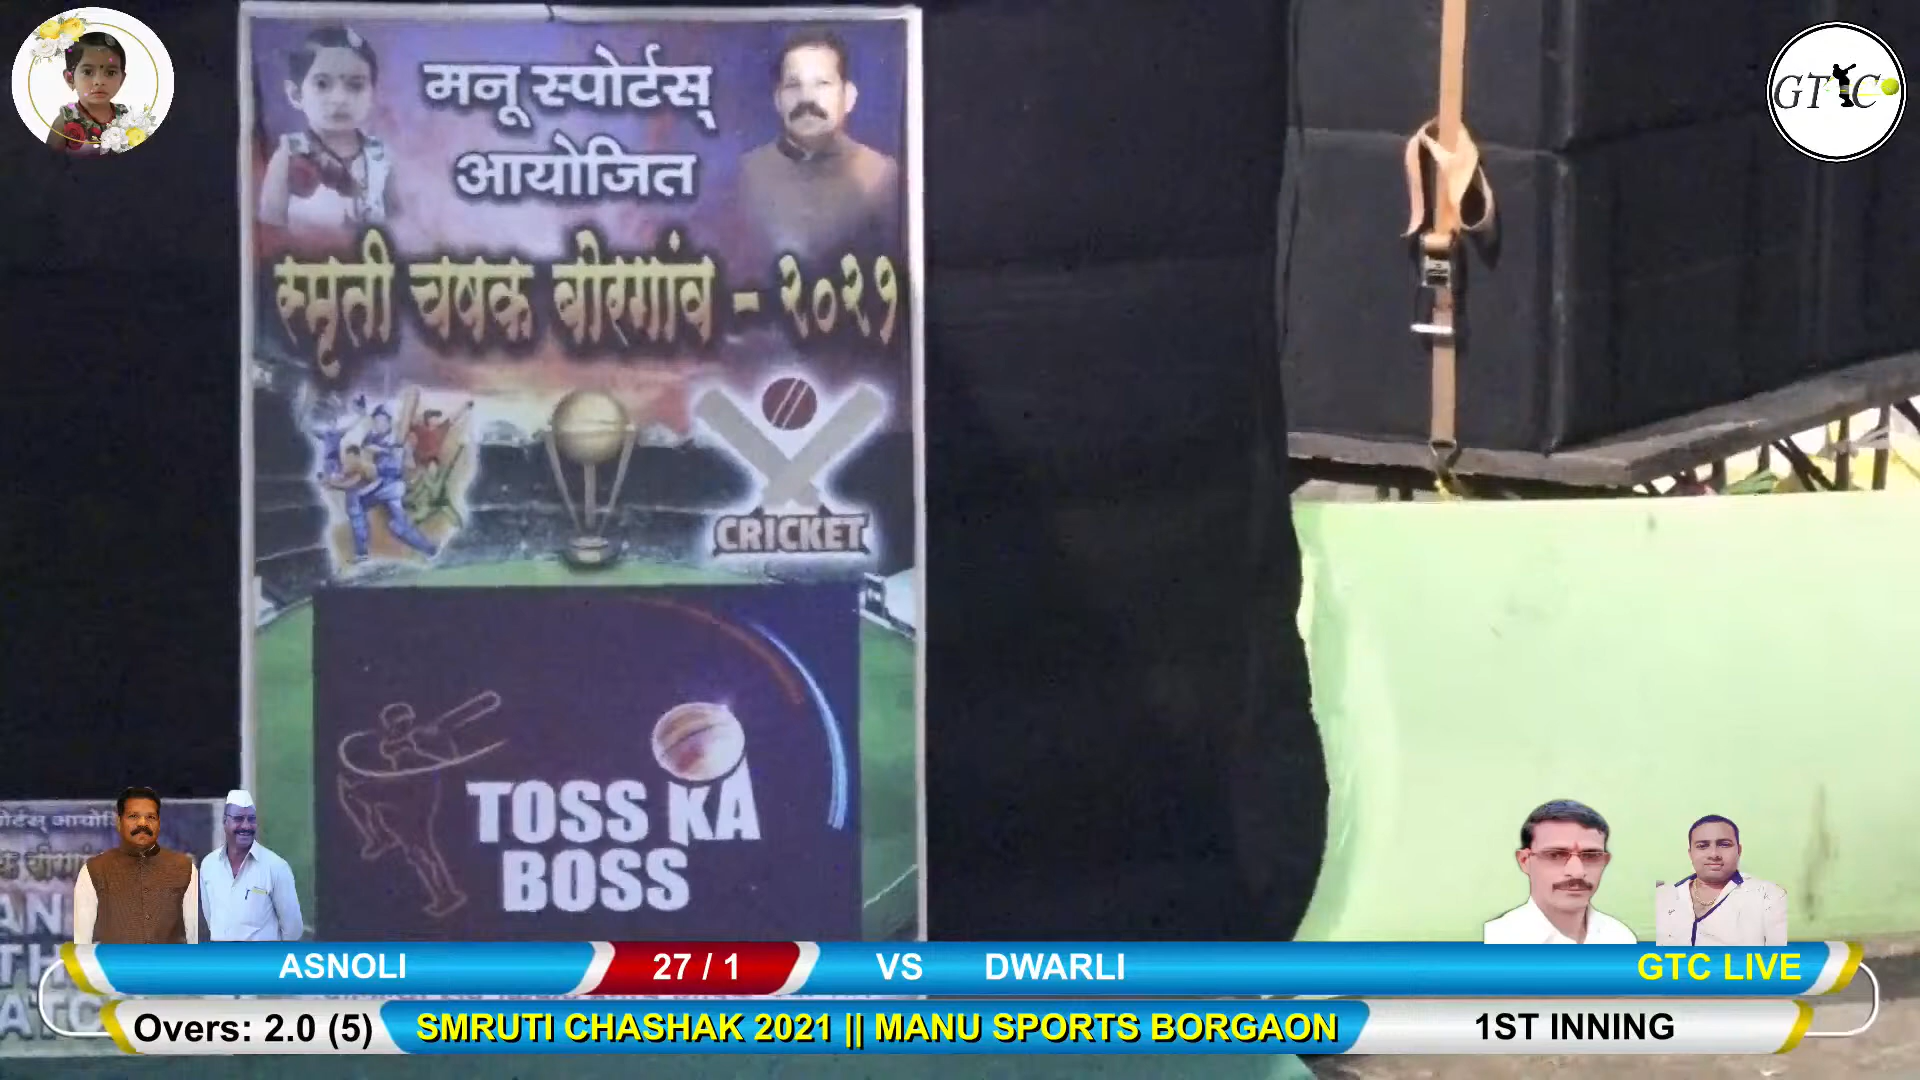 GTC
मनू स्पोर्टस्
आयोजित
स्मृती चषक बोरगांव - २०२१
CRICKET
TOSS KA
BOSS
ASNOLI 27 / 1 VS DWARLI GTC LIVE
Overs: 2.0 (5) SMRUTI CHASHAK 2021 || MANU SPORTS BORGAON 1ST INNING